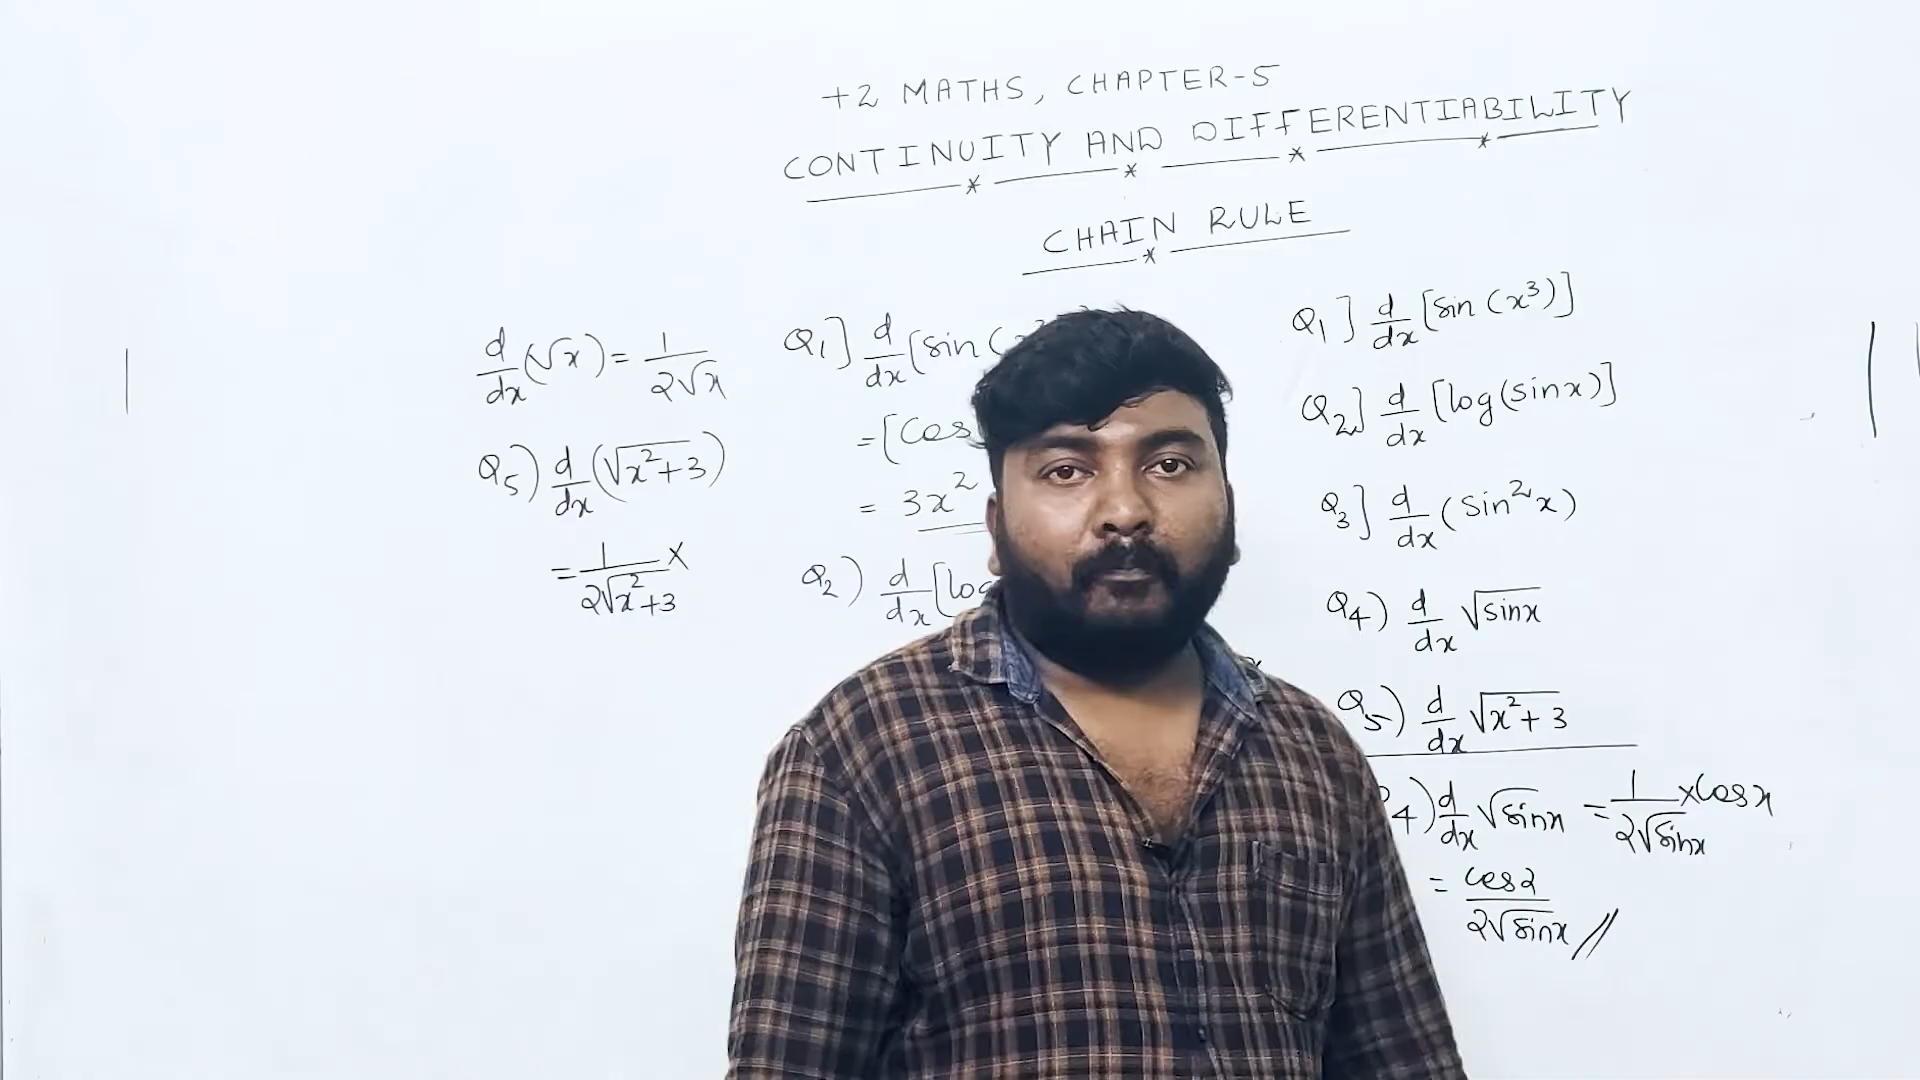 +2 MATHS, CHAPTER-5
CONTINUITY AND DIFFERENTIABILITY
CHAIN RULE
d/dx (√x) = 1/2√x
Q5) d/dx (√x²+3)
= 1/2√x²+3 ×
Q1] d/dx [sin (
= [Cos
= 3x²
Q2) d/dx [log
Q1] d/dx [sin (x³)]
Q2] d/dx [log(sinx)]
Q3] d/dx (sin²x)
Q4) d/dx √sinx
Q5) d/dx √x²+3
4) d/dx √sinx = 1/2√sinx × cosx
= cosx/2√sinx //